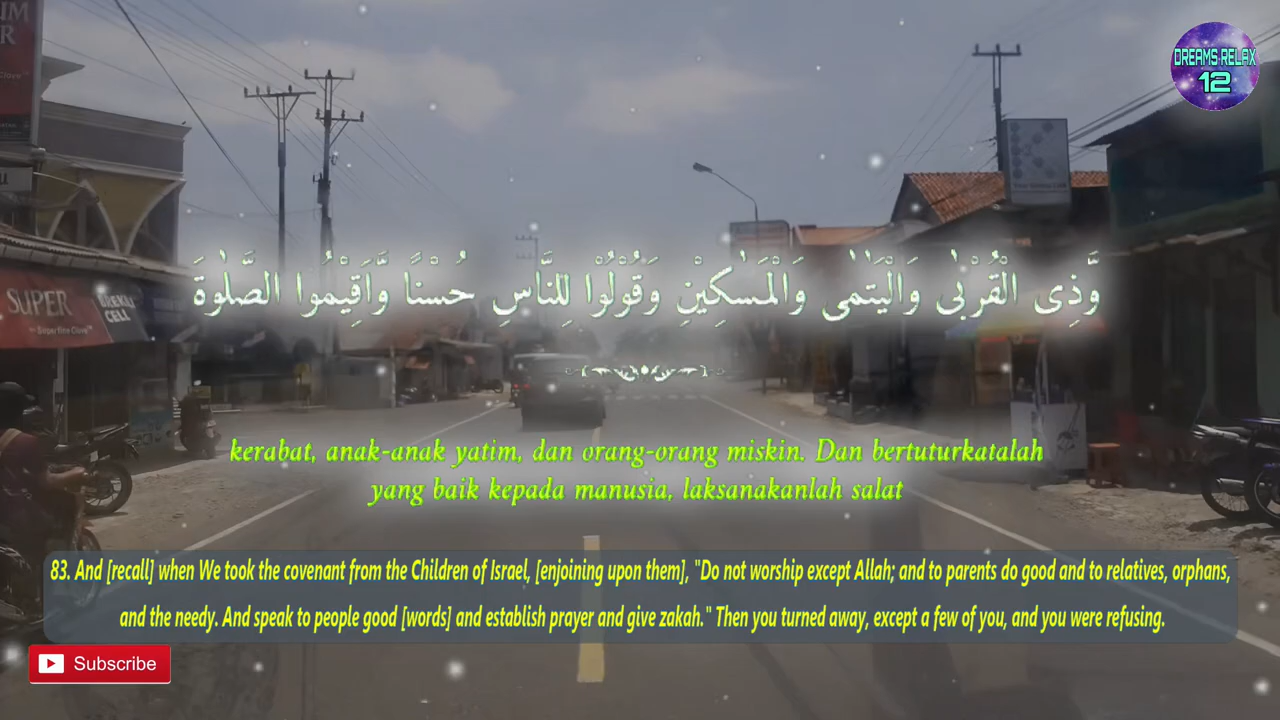 UM
R
DREAMS RELAX
12
وَّذِى الْقُرْبٰى وَالْيَتٰمٰى وَالْمَسٰكِيْنِ وَقُوْلُوْا لِلنَّاسِ حُسْنًا وَّاَقِيْمُوا الصَّلٰوةَ
SUPER
kerabat, anak-anak yatim, dan orang-orang miskin. Dan bertuturkatalah
yang baik kepada manusia, laksanakanlah salat
83. And [recall] when We took the covenant from the Children of Israel, [enjoining upon them], "Do not worship except Allah; and to parents do good and to relatives, orphans,
and the needy. And speak to people good [words] and establish prayer and give zakah." Then you turned away, except a few of you, and you were refusing.
Subscribe